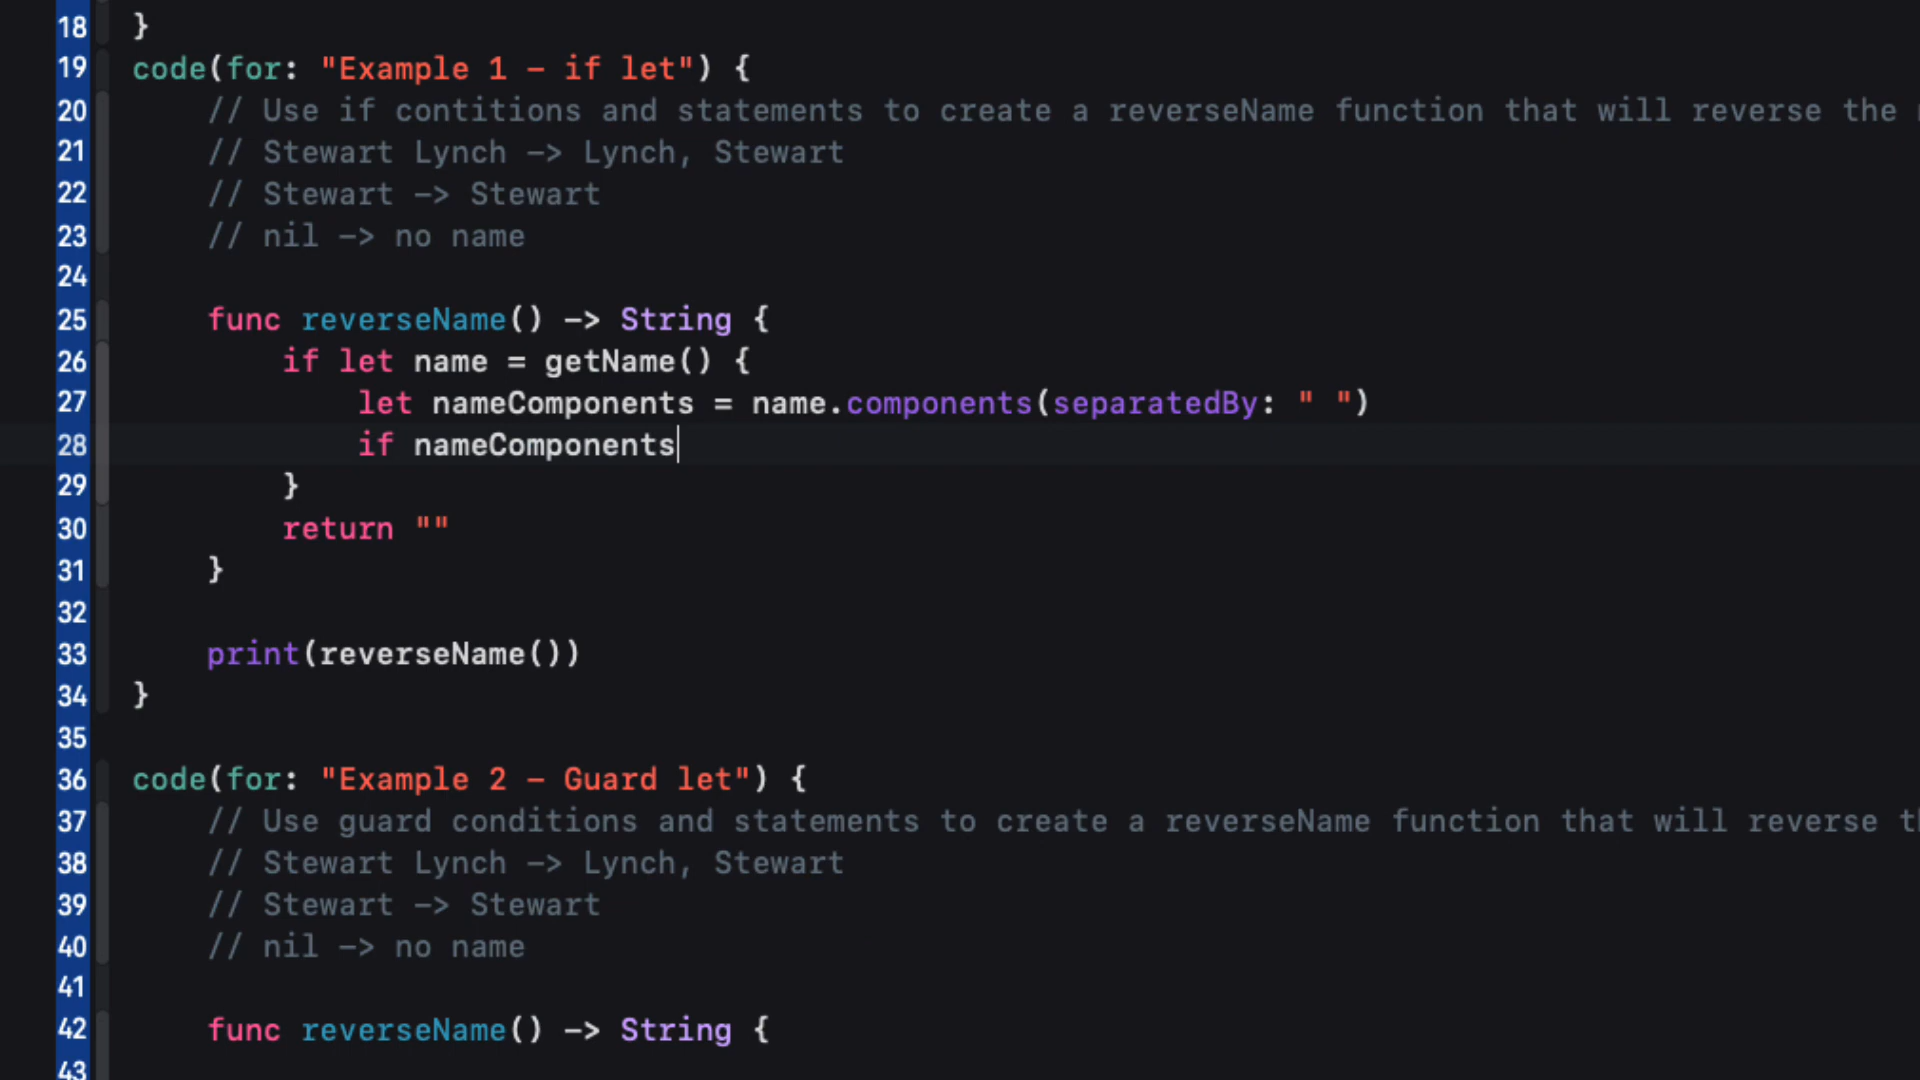 18 }
19 code(for: "Example 1 – if let") {
20 // Use if contitions and statements to create a reverseName function that will reverse the
21 // Stewart Lynch –> Lynch, Stewart
22 // Stewart –> Stewart
23 // nil –> no name
24
25 func reverseName() –> String {
26 if let name = getName() {
27 let nameComponents = name.components(separatedBy: " ")
28 if nameComponents
29 }
30 return ""
31 }
32
33 print(reverseName())
34 }
35
36 code(for: "Example 2 – Guard let") {
37 // Use guard conditions and statements to create a reverseName function that will reverse
38 // Stewart Lynch –> Lynch, Stewart
39 // Stewart –> Stewart
40 // nil –> no name
41
42 func reverseName() –> String {
43